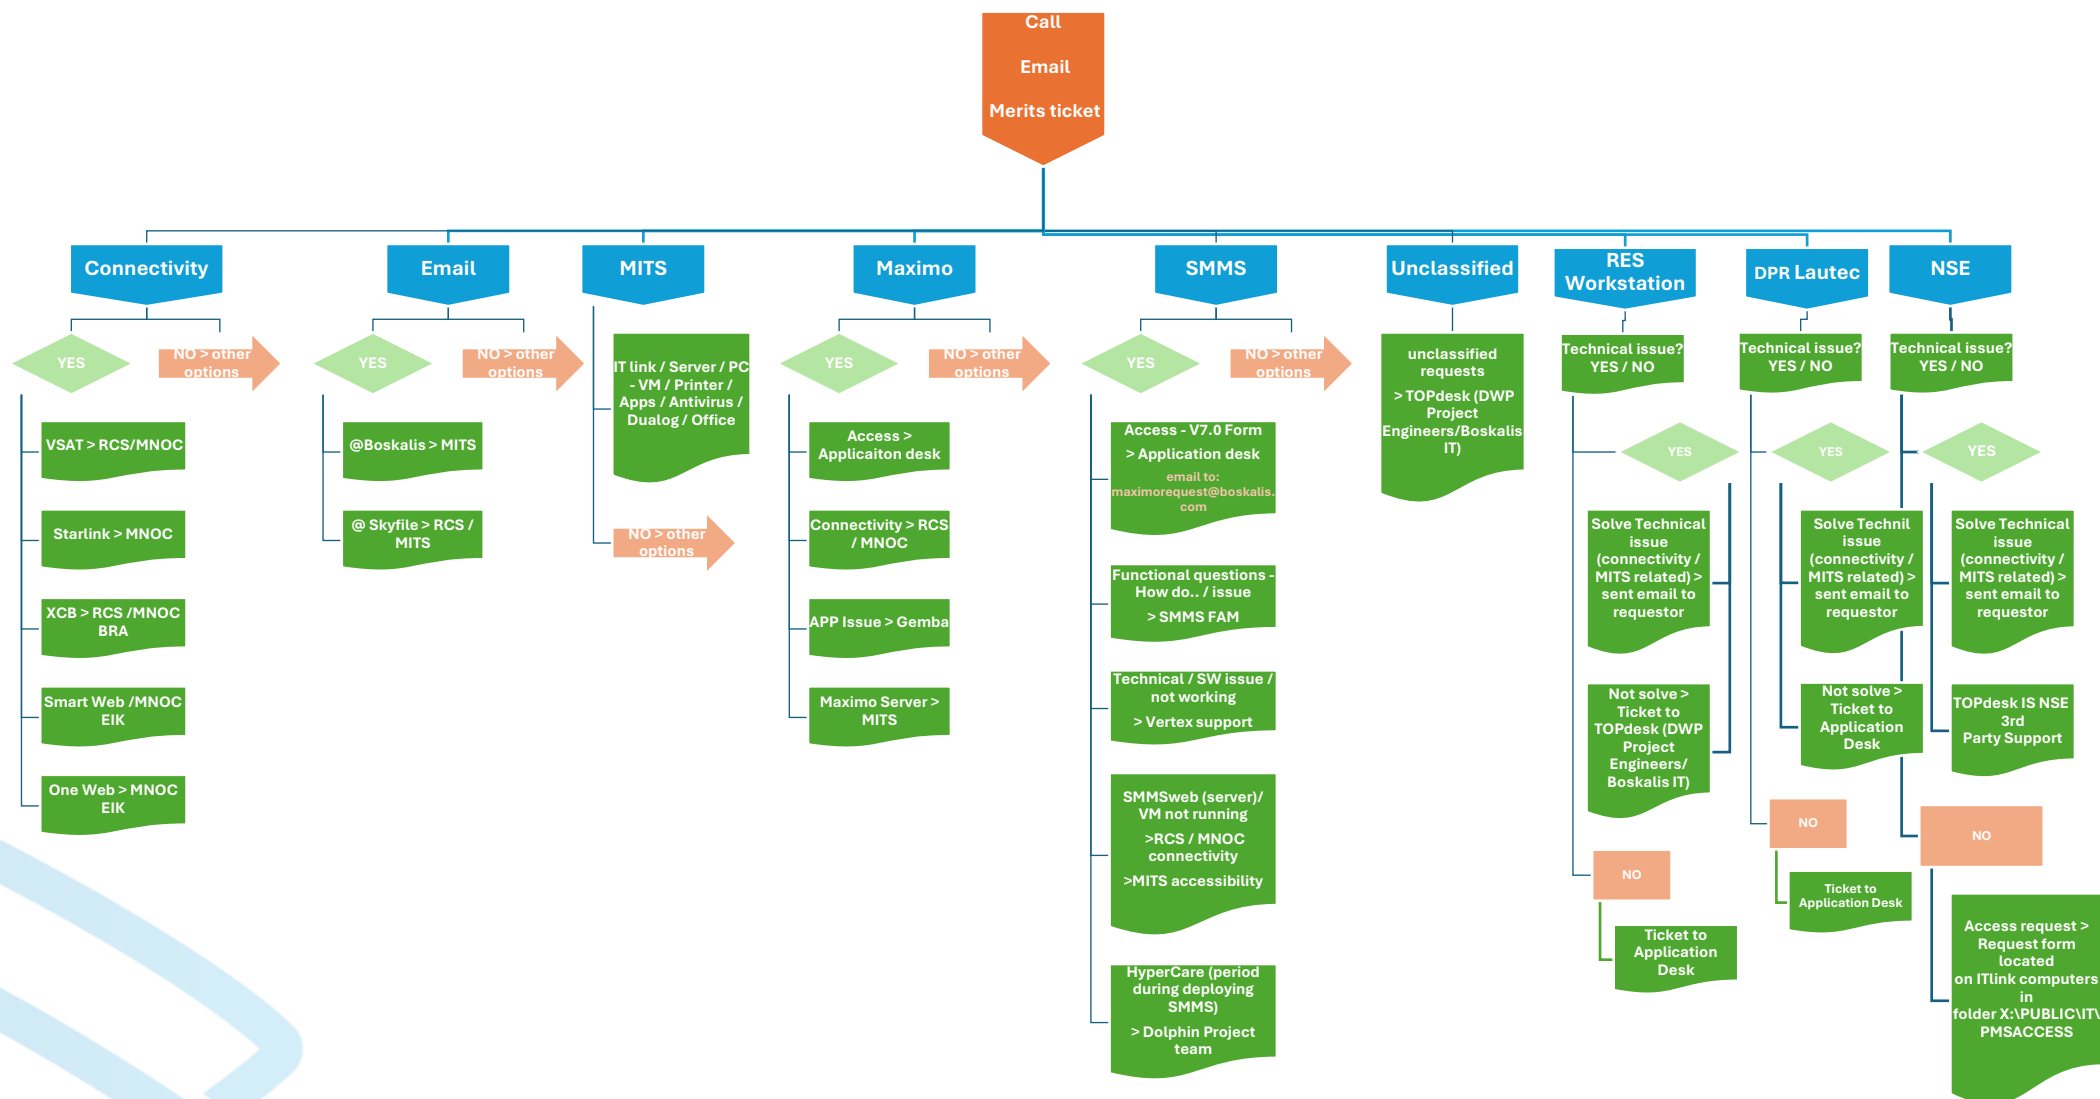 Call
Email
Merits ticket
Connectivity
YES
NO > other
options
VSAT > RCS/MNOC
Starlink > MNOC
XCB > RCS /MNOC
BRA
Smart Web /MNOC
EIK
One Web > MNOC
EIK
Email
YES
NO > other
options
@Boskalis > MITS
@ Skyfile > RCS /
MITS
MITS
IT link / Server / PC
- VM / Printer /
Apps / Antivirus /
Dualog / Office
NO > other
options
Maximo
YES
NO > other
options
Access >
Applicaiton desk
Connectivity > RCS
/ MNOC
APP Issue > Gemba
Maximo Server >
MITS
SMMS
YES
NO > other
options
Access - V7.0 Form
> Application desk
email to:
maximorequest@boskalis.
com
Functional questions -
How do.. / issue
> SMMS FAM
Technical / SW issue /
not working
> Vertex support
SMMSweb (server)/
VM not running
>RCS / MNOC
connectivity
>MITS accessibility
HyperCare (period
during deploying
SMMS)
> Dolphin Project
team
Unclassified
unclassified
requests
> TOPdesk (DWP
Project
Engineers/Boskalis
IT)
RES
Workstation
Technical issue?
YES / NO
YES
Solve Technical
issue
(connectivity /
MITS related) >
sent email to
requestor
Not solve >
Ticket to
TOPdesk (DWP
Project
Engineers/
Boskalis IT)
NO
Ticket to
Application
Desk
DPR Lautec
Technical issue?
YES / NO
YES
Solve Technil
issue
(connectivity /
MITS related) >
sent email to
requestor
Not solve >
Ticket to
Application
Desk
NO
Ticket to
Application Desk
NSE
Technical issue?
YES / NO
YES
Solve Technical
issue
(connectivity /
MITS related) >
sent email to
requestor
TOPdesk IS NSE
3rd
Party Support
NO
Access request >
Request form
located
on ITlink computers
in
folder X:\PUBLIC\IT\
PMSACCESS